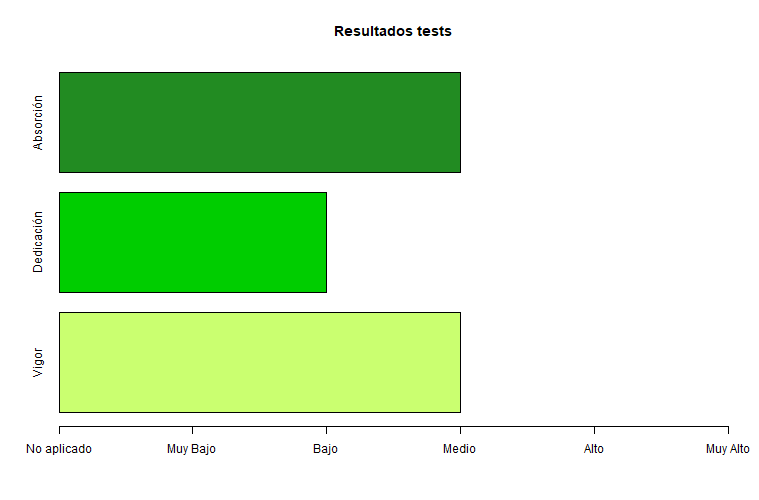 Resultados tests
Absorción
Dedicación
Vigor
No aplicado Muy Bajo Bajo Medio Alto Muy Alto